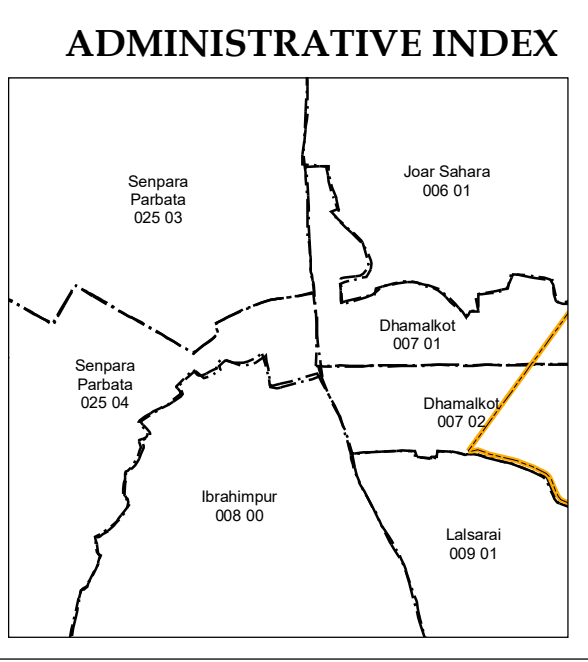 ADMINISTRATIVE INDEX
Senpara
Parbata
025 03
Joar Sahara
006 01
Dhamalkot
007 01
Senpara
Parbata
025 04
Dhamalkot
007 02
Ibrahimpur
008 00
Lalsarai
009 01